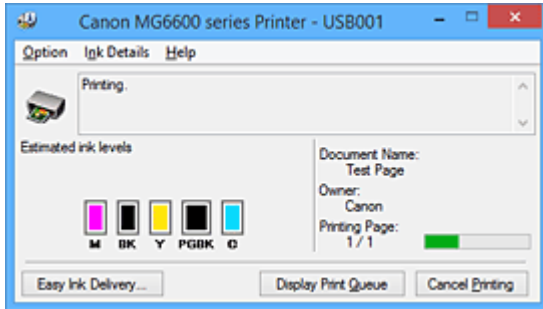 Canon MG6600 series Printer - USB001
Option Ink Details Help
Printing.
Estimated ink levels
Document Name:
Test Page
Owner:
Canon
Printing Page:
1 / 1
M BK Y PGBK C
Easy Ink Delivery... Display Print Queue Cancel Printing